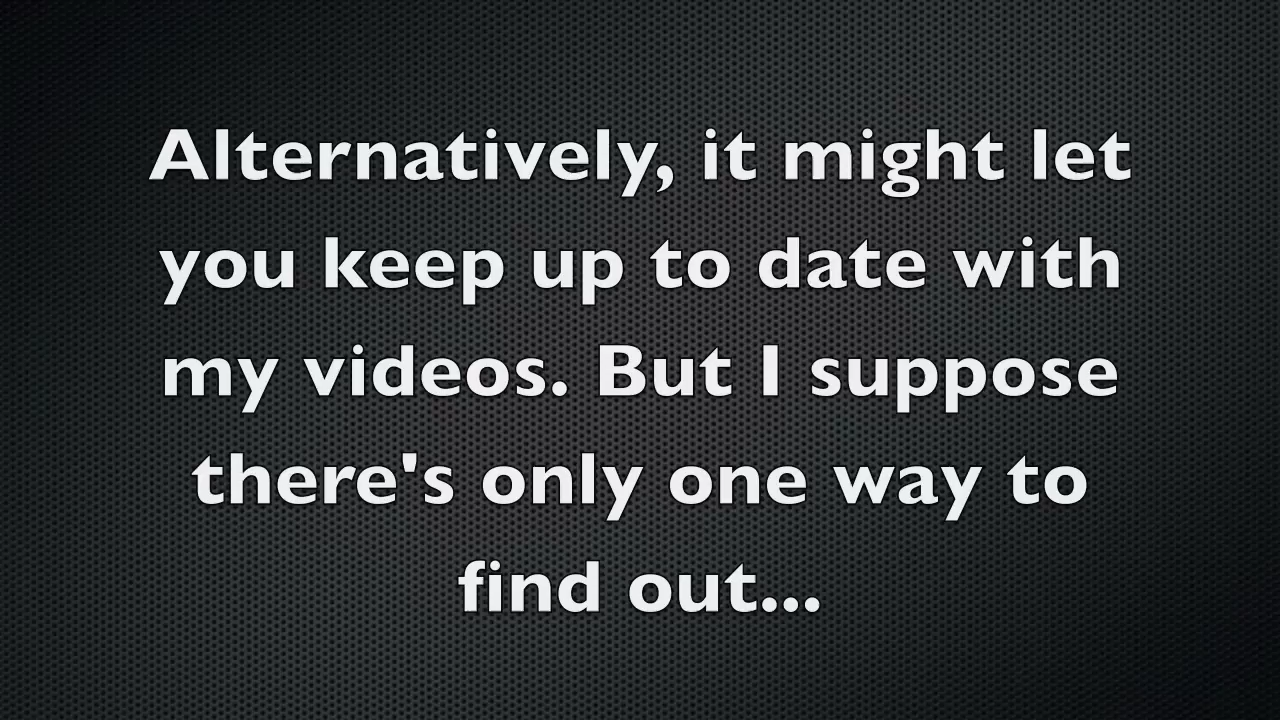 Alternatively, it might let
you keep up to date with
my videos. But I suppose
there's only one way to
find out...